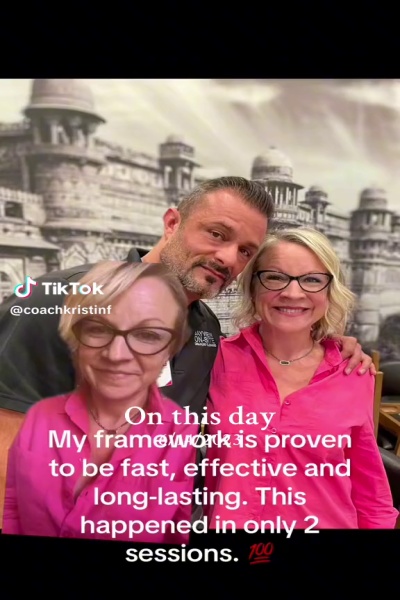 TikTok
@coachkristinf
On this day
My framework is proven
to be fast, effective and
long-lasting. This
happened in only 2
sessions. 💯